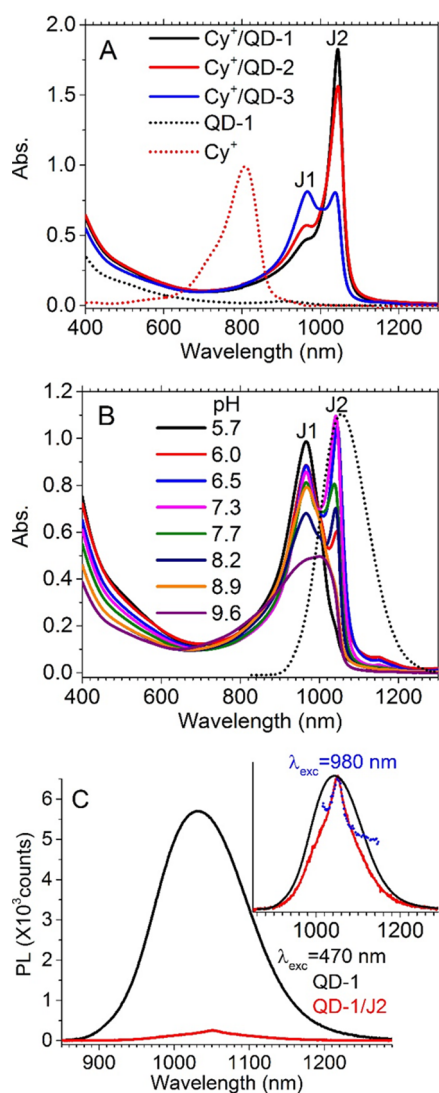 A
Cy⁺/QD-1
Cy⁺/QD-2
Cy⁺/QD-3
QD-1
Cy⁺
J2
J1
2.0
1.5
1.0
0.5
0.0
Abs.
400 600 800 1000 1200
Wavelength (nm)
B
pH
5.7
6.0
6.5
7.3
7.7
8.2
8.9
9.6
J1
J2
1.2
1.0
0.8
0.6
0.4
0.2
0.0
Abs.
400 600 800 1000 1200
Wavelength (nm)
C
λexc=980 nm
1000 1100 1200
λexc=470 nm
QD-1
QD-1/J2
6
5
4
3
2
1
0
PL (X10³counts)
900 1000 1100 1200
Wavelength (nm)